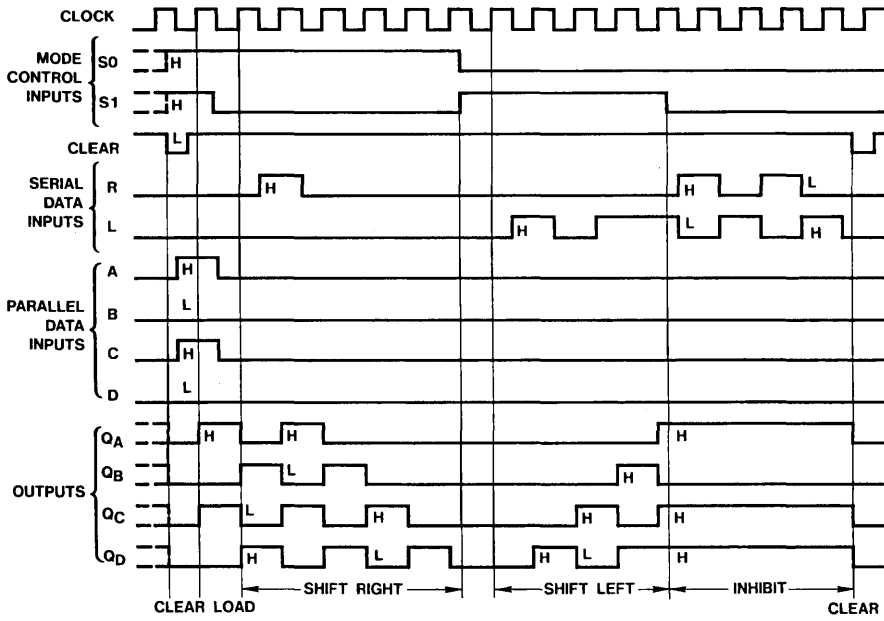 CLOCK
MODE CONTROL INPUTS
S0 H
S1 H
CLEAR L
SERIAL DATA INPUTS
R H H L
L H L H
PARALLEL DATA INPUTS
A H
B L
C H
D L
OUTPUTS
QA H H H
QB L H
QC L H H H
QD H L H L H
SHIFT RIGHT SHIFT LEFT INHIBIT
CLEAR LOAD CLEAR